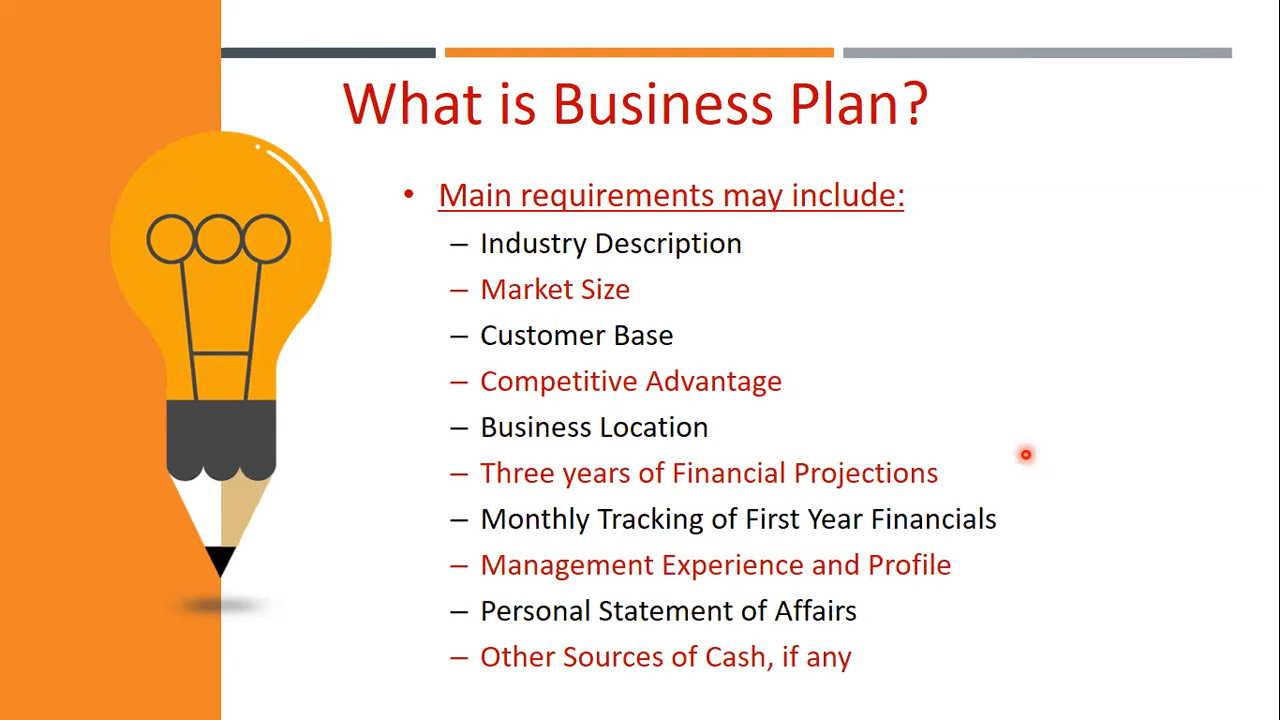 What is Business Plan?
• Main requirements may include:
– Industry Description
– Market Size
– Customer Base
– Competitive Advantage
– Business Location
– Three years of Financial Projections
– Monthly Tracking of First Year Financials
– Management Experience and Profile
– Personal Statement of Affairs
– Other Sources of Cash, if any